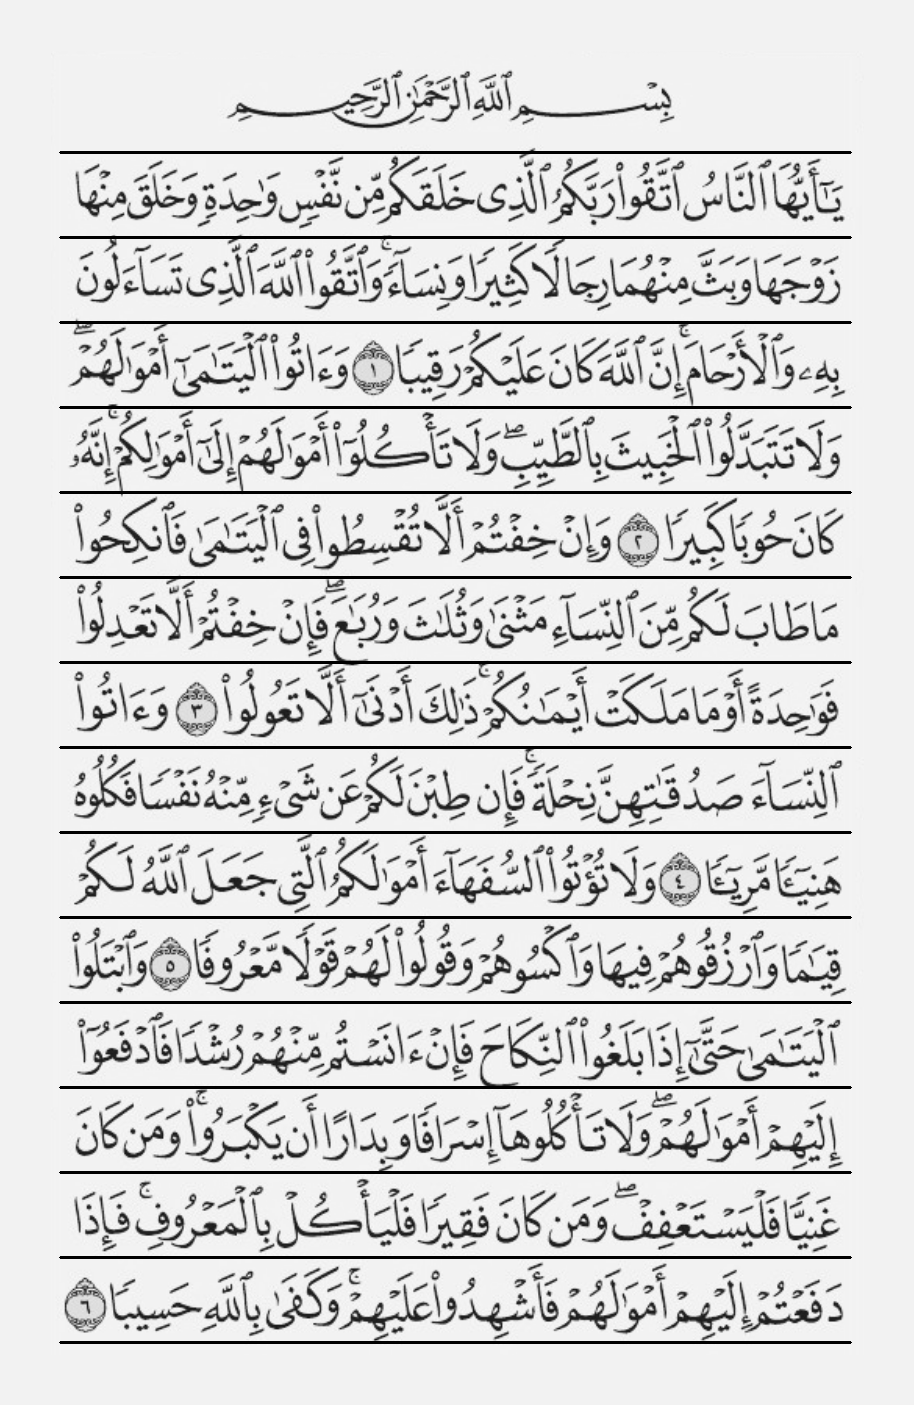 بِسْمِ ٱللَّهِ ٱلرَّحْمَٰنِ ٱلرَّحِيمِ
يَٰٓأَيُّهَا ٱلنَّاسُ ٱتَّقُوا۟ رَبَّكُمُ ٱلَّذِى خَلَقَكُم مِّن نَّفْسٍ وَٰحِدَةٍ وَخَلَقَ مِنْهَا
زَوْجَهَا وَبَثَّ مِنْهُمَا رِجَالًا كَثِيرًا وَنِسَآءً ۚ وَٱتَّقُوا۟ ٱللَّهَ ٱلَّذِى تَسَآءَلُونَ
بِهِۦ وَٱلْأَرْحَامَ ۚ إِنَّ ٱللَّهَ كَانَ عَلَيْكُمْ رَقِيبًا ١ وَءَاتُوا۟ ٱلْيَتَٰمَىٰٓ أَمْوَٰلَهُمْ ۖ
وَلَا تَتَبَدَّلُوا۟ ٱلْخَبِيثَ بِٱلطَّيِّبِ ۖ وَلَا تَأْكُلُوٓا۟ أَمْوَٰلَهُمْ إِلَىٰٓ أَمْوَٰلِكُمْ ۚ إِنَّهُۥ
كَانَ حُوبًا كَبِيرًا ٢ وَإِنْ خِفْتُمْ أَلَّا تُقْسِطُوا۟ فِى ٱلْيَتَٰمَىٰ فَٱنكِحُوا۟
مَا طَابَ لَكُم مِّنَ ٱلنِّسَآءِ مَثْنَىٰ وَثُلَٰثَ وَرُبَٰعَ ۖ فَإِنْ خِفْتُمْ أَلَّا تَعْدِلُوا۟
فَوَٰحِدَةً أَوْ مَا مَلَكَتْ أَيْمَٰنُكُمْ ۚ ذَٰلِكَ أَدْنَىٰٓ أَلَّا تَعُولُوا۟ ٣ وَءَاتُوا۟
ٱلنِّسَآءَ صَدُقَٰتِهِنَّ نِحْلَةً ۚ فَإِن طِبْنَ لَكُمْ عَن شَىْءٍ مِّنْهُ نَفْسًا فَكُلُوهُ
هَنِيٓـًٔا مَّرِيٓـًٔا ٤ وَلَا تُؤْتُوا۟ ٱلسُّفَهَآءَ أَمْوَٰلَكُمُ ٱلَّتِى جَعَلَ ٱللَّهُ لَكُمْ
قِيَٰمًا وَٱرْزُقُوهُمْ فِيهَا وَٱكْسُوهُمْ وَقُولُوا۟ لَهُمْ قَوْلًا مَّعْرُوفًا ٥ وَٱبْتَلُوا۟
ٱلْيَتَٰمَىٰ حَتَّىٰٓ إِذَا بَلَغُوا۟ ٱلنِّكَاحَ فَإِنْ ءَانَسْتُم مِّنْهُمْ رُشْدًا فَٱدْفَعُوٓا۟
إِلَيْهِمْ أَمْوَٰلَهُمْ ۖ وَلَا تَأْكُلُوهَآ إِسْرَافًا وَبِدَارًا أَن يَكْبَرُوا۟ ۚ وَمَن كَانَ
غَنِيًّا فَلْيَسْتَعْفِفْ ۖ وَمَن كَانَ فَقِيرًا فَلْيَأْكُلْ بِٱلْمَعْرُوفِ ۚ فَإِذَا
دَفَعْتُمْ إِلَيْهِمْ أَمْوَٰلَهُمْ فَأَشْهِدُوا۟ عَلَيْهِمْ ۚ وَكَفَىٰ بِٱللَّهِ حَسِيبًا ٦